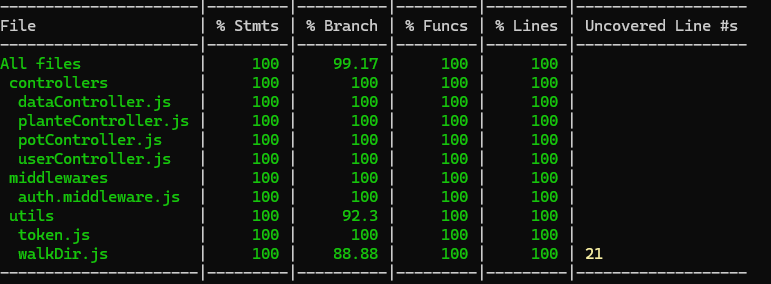 -----------------------|---------|----------|---------|---------|-------------------
File                   | % Stmts | % Branch | % Funcs | % Lines | Uncovered Line #s
-----------------------|---------|----------|---------|---------|-------------------
All files              |     100 |    99.17 |     100 |     100 |
 controllers           |     100 |      100 |     100 |     100 |
  dataController.js    |     100 |      100 |     100 |     100 |
  planteController.js  |     100 |      100 |     100 |     100 |
  potController.js     |     100 |      100 |     100 |     100 |
  userController.js    |     100 |      100 |     100 |     100 |
 middlewares           |     100 |      100 |     100 |     100 |
  auth.middleware.js   |     100 |      100 |     100 |     100 |
 utils                 |     100 |     92.3 |     100 |     100 |
  token.js             |     100 |      100 |     100 |     100 |
  walkDir.js           |     100 |    88.88 |     100 |     100 | 21
-----------------------|---------|----------|---------|---------|-------------------